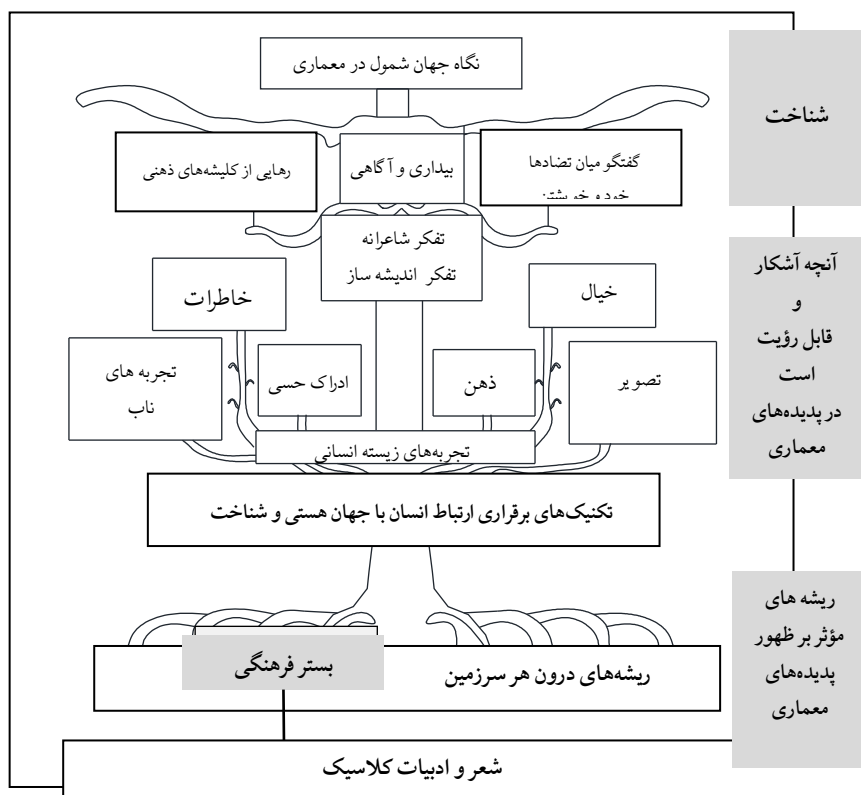 نگاه جهان شمول در معماری
شناخت
گفتگو میان تضادها
خود و خویشتن
بیداری و آگاهی
رهایی از کلیشه‌های ذهنی
تفکر شاعرانه
تفکر اندیشه ساز
آنچه آشکار
و
قابل رؤیت
است
در پدیده‌های
معماری
خیال
خاطرات
تصویر
ذهن
ادراک حسی
تجربه های
ناب
تجربه‌های زیسته انسانی
تکنیک‌های برقراری ارتباط انسان با جهان هستی و شناخت
ریشه های
مؤثر بر ظهور
پدیده‌های
معماری
بستر فرهنگی
ریشه‌های درون هر سرزمین
شعر و ادبیات کلاسیک